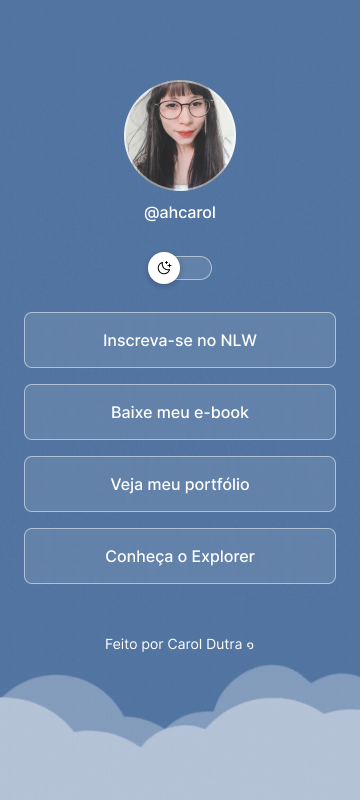 @ahcarol
Inscreva-se no NLW
Baixe meu e-book
Veja meu portfólio
Conheça o Explorer
Feito por Carol Dutra